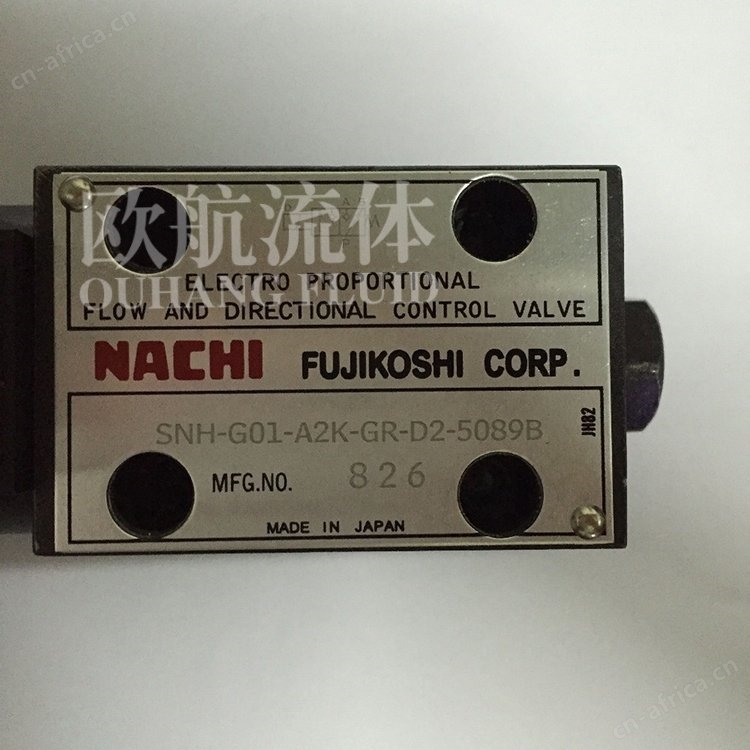 cn-africa.cn
欧航流体
OUHANG FLUID
ELECTRO PROPORTIONAL
FLOW AND DIRECTIONAL CONTROL VALVE
NACHI FUJIKOSHI CORP.
SNH-G01-A2K-GR-D2-5089B
JH82
MFG.NO. 826
MADE IN JAPAN
cn-africa.cn